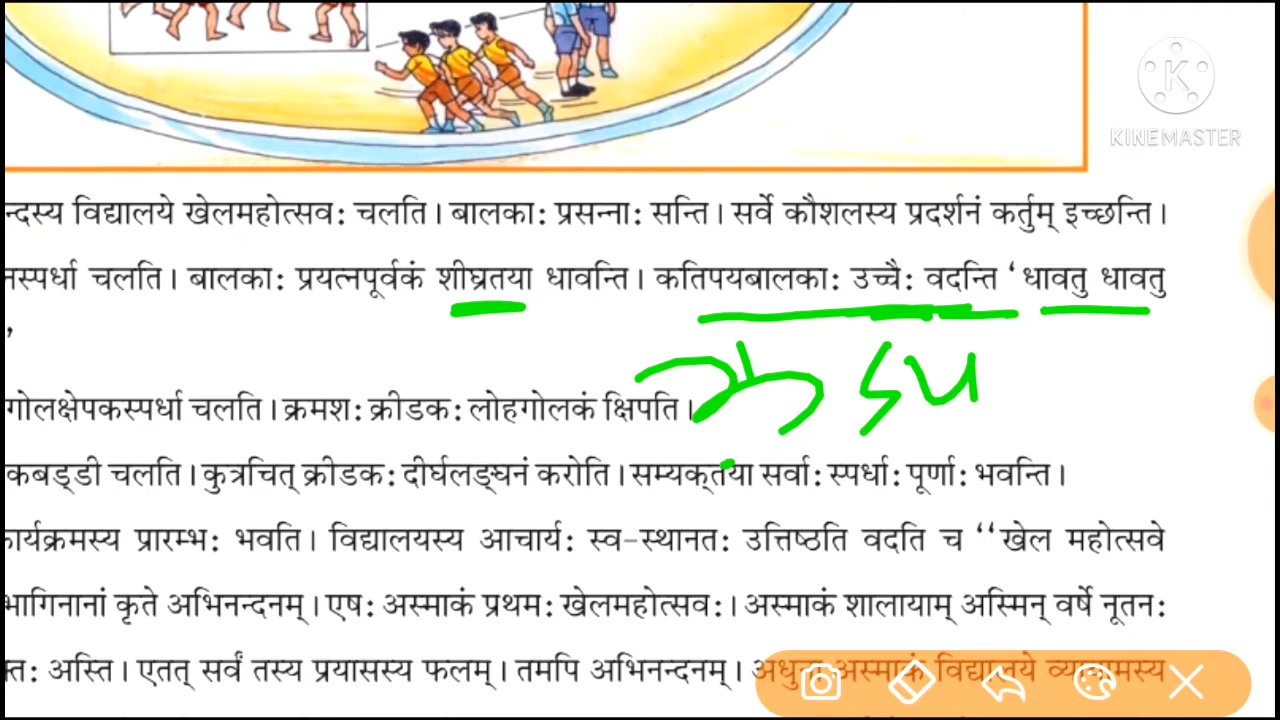 KINEMASTER
न्दस्य विद्यालये खेलमहोत्सवः चलति। बालकाः प्रसन्नाः सन्ति। सर्वे कौशलस्य प्रदर्शनं कर्तुम् इच्छन्ति।
नस्पर्धा चलति। बालकाः प्रयत्नपूर्वकं शीघ्रतया धावन्ति। कतिपयबालकाः उच्चैः वदन्ति ‘धावतु धावतु
’
गोलक्षेपकस्पर्धा चलति। क्रमशः क्रीडकः लोहगोलकं क्षिपति।
कबड्डी चलति। कुत्रचित् क्रीडकः दीर्घलङ्घनं करोति। सम्यक्तया सर्वाः स्पर्धाः पूर्णाः भवन्ति।
कार्यक्रमस्य प्रारम्भः भवति। विद्यालयस्य आचार्यः स्व-स्थानतः उत्तिष्ठति वदति च “खेल महोत्सवे
भागिनानां कृते अभिनन्दनम्। एषः अस्माकं प्रथमः खेलमहोत्सवः। अस्माकं शालायाम् अस्मिन् वर्षे नूतनः
अस्ति। एतत् सर्वं तस्य प्रयासस्य फलम्। तमपि अभिनन्दनम्। अधुना अस्माकं विद्यालये व्यायामस्य